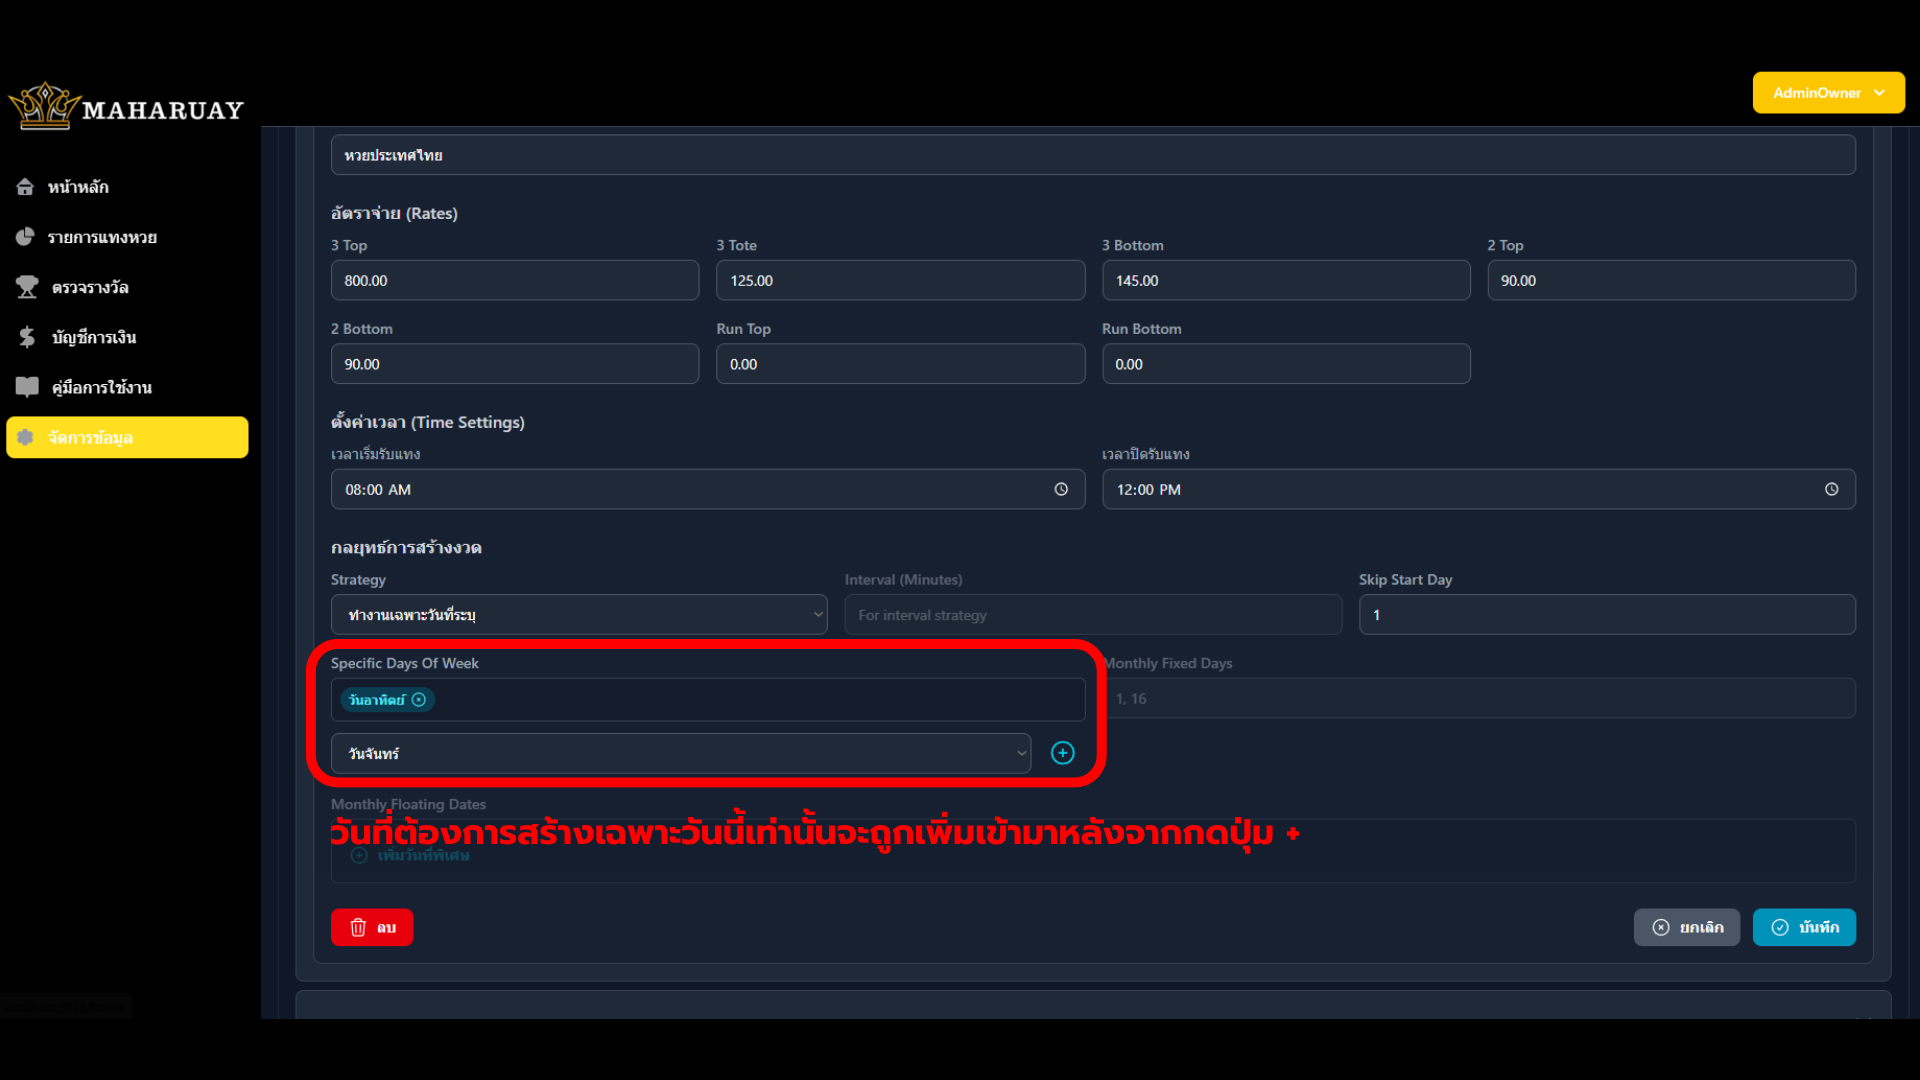 MAHARUAY
AdminOwner
หน้าหลัก
รายการแทงหวย
ตรวจรางวัล
บัญชีการเงิน
คู่มือการใช้งาน
จัดการข้อมูล
หวยประเทศไทย
อัตราจ่าย (Rates)
3 Top 3 Tote 3 Bottom 2 Top
800.00 125.00 145.00 90.00
2 Bottom Run Top Run Bottom
90.00 0.00 0.00
ตั้งค่าเวลา (Time Settings)
เวลาเริ่มรับแทง เวลาปิดรับแทง
08:00 AM 12:00 PM
กลยุทธ์การสร้างงวด
Strategy Interval (Minutes) Skip Start Day
ทำงานเฉพาะวันที่ระบุ For interval strategy 1
Specific Days Of Week Monthly Fixed Days
วันอาทิตย์ 1, 16
วันจันทร์
Monthly Floating Dates
วันที่ต้องการสร้างเฉพาะวันนี้เท่านั้นจะถูกเพิ่มเข้ามาหลังจากกดปุ่ม +
เพิ่มวันที่พิเศษ
ลบ ยกเลิก บันทึก